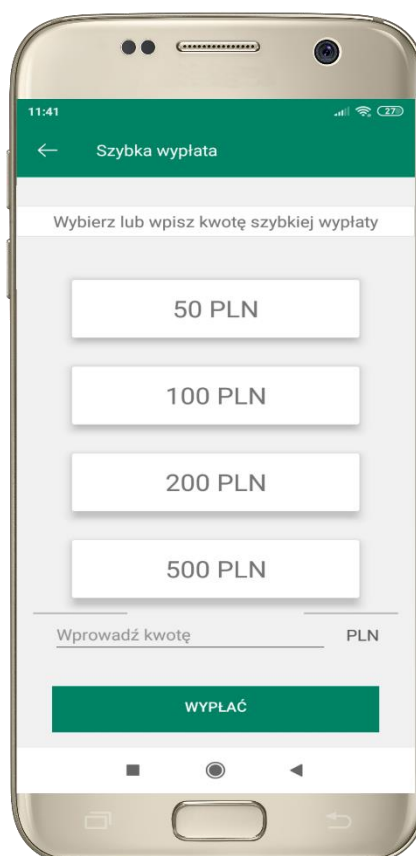 11:41
27
Szybka wypłata
Wybierz lub wpisz kwotę szybkiej wypłaty
50 PLN
100 PLN
200 PLN
500 PLN
Wprowadź kwotę PLN
WYPŁAĆ